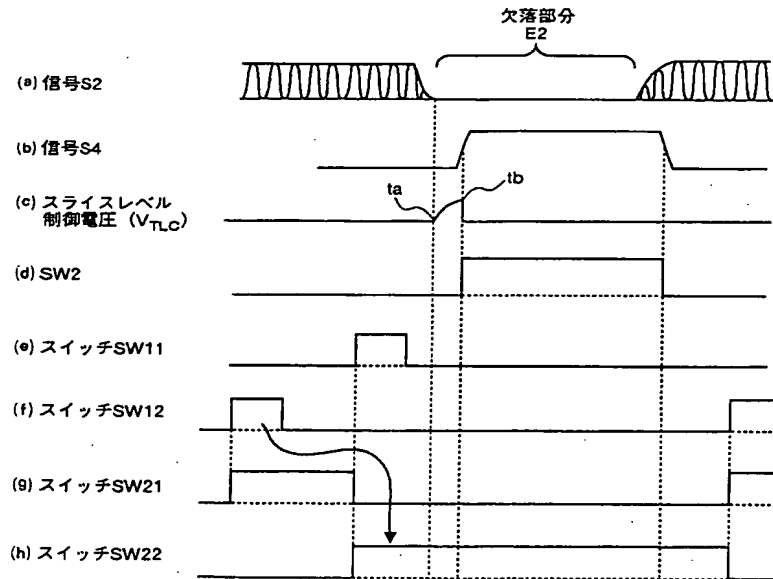 欠落部分
E2
(a) 信号S2
(b) 信号S4
(c) スライスレベル
制御電圧 (VTLC)
ta
tb
(d) SW2
(e) スイッチSW11
(f) スイッチSW12
(g) スイッチSW21
(h) スイッチSW22